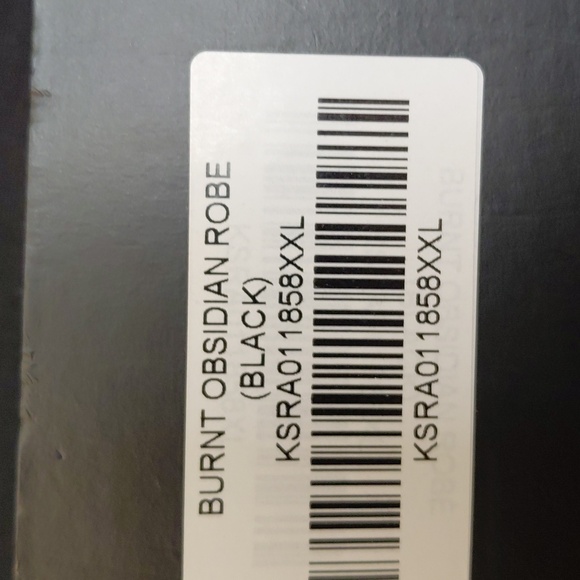 BURNT OBSIDIAN ROBE
(BLACK)
KSRA011858XXL
KSRA011858XXL